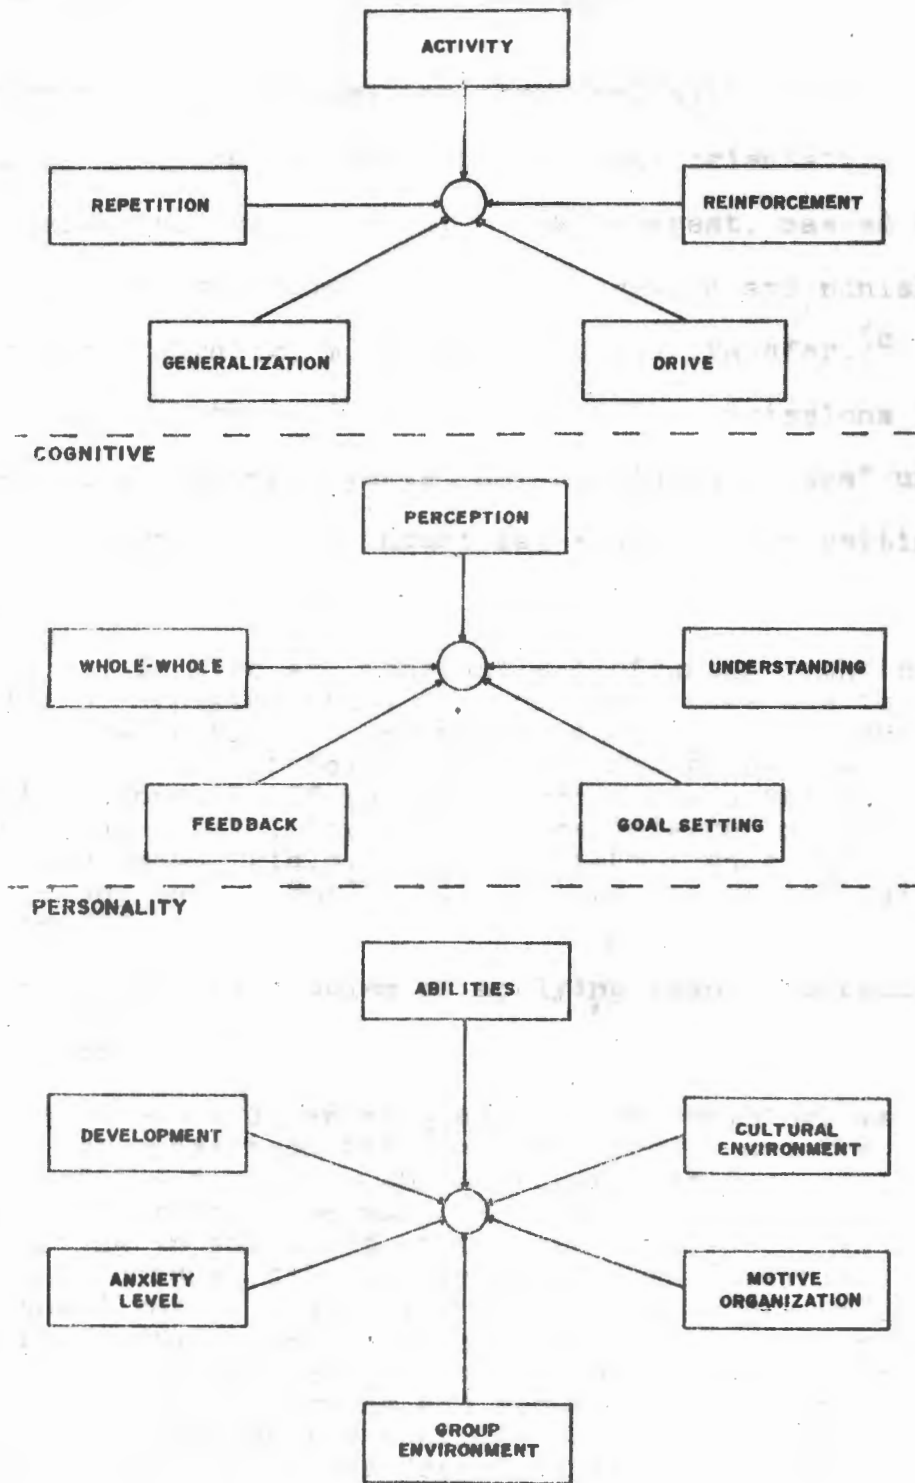 ACTIVITY
REPETITION
REINFORCEMENT
GENERALIZATION
DRIVE
COGNITIVE
PERCEPTION
WHOLE-WHOLE
UNDERSTANDING
FEEDBACK
GOAL SETTING
PERSONALITY
ABILITIES
DEVELOPMENT
CULTURAL
ENVIRONMENT
ANXIETY
LEVEL
MOTIVE
ORGANIZATION
GROUP
ENVIRONMENT